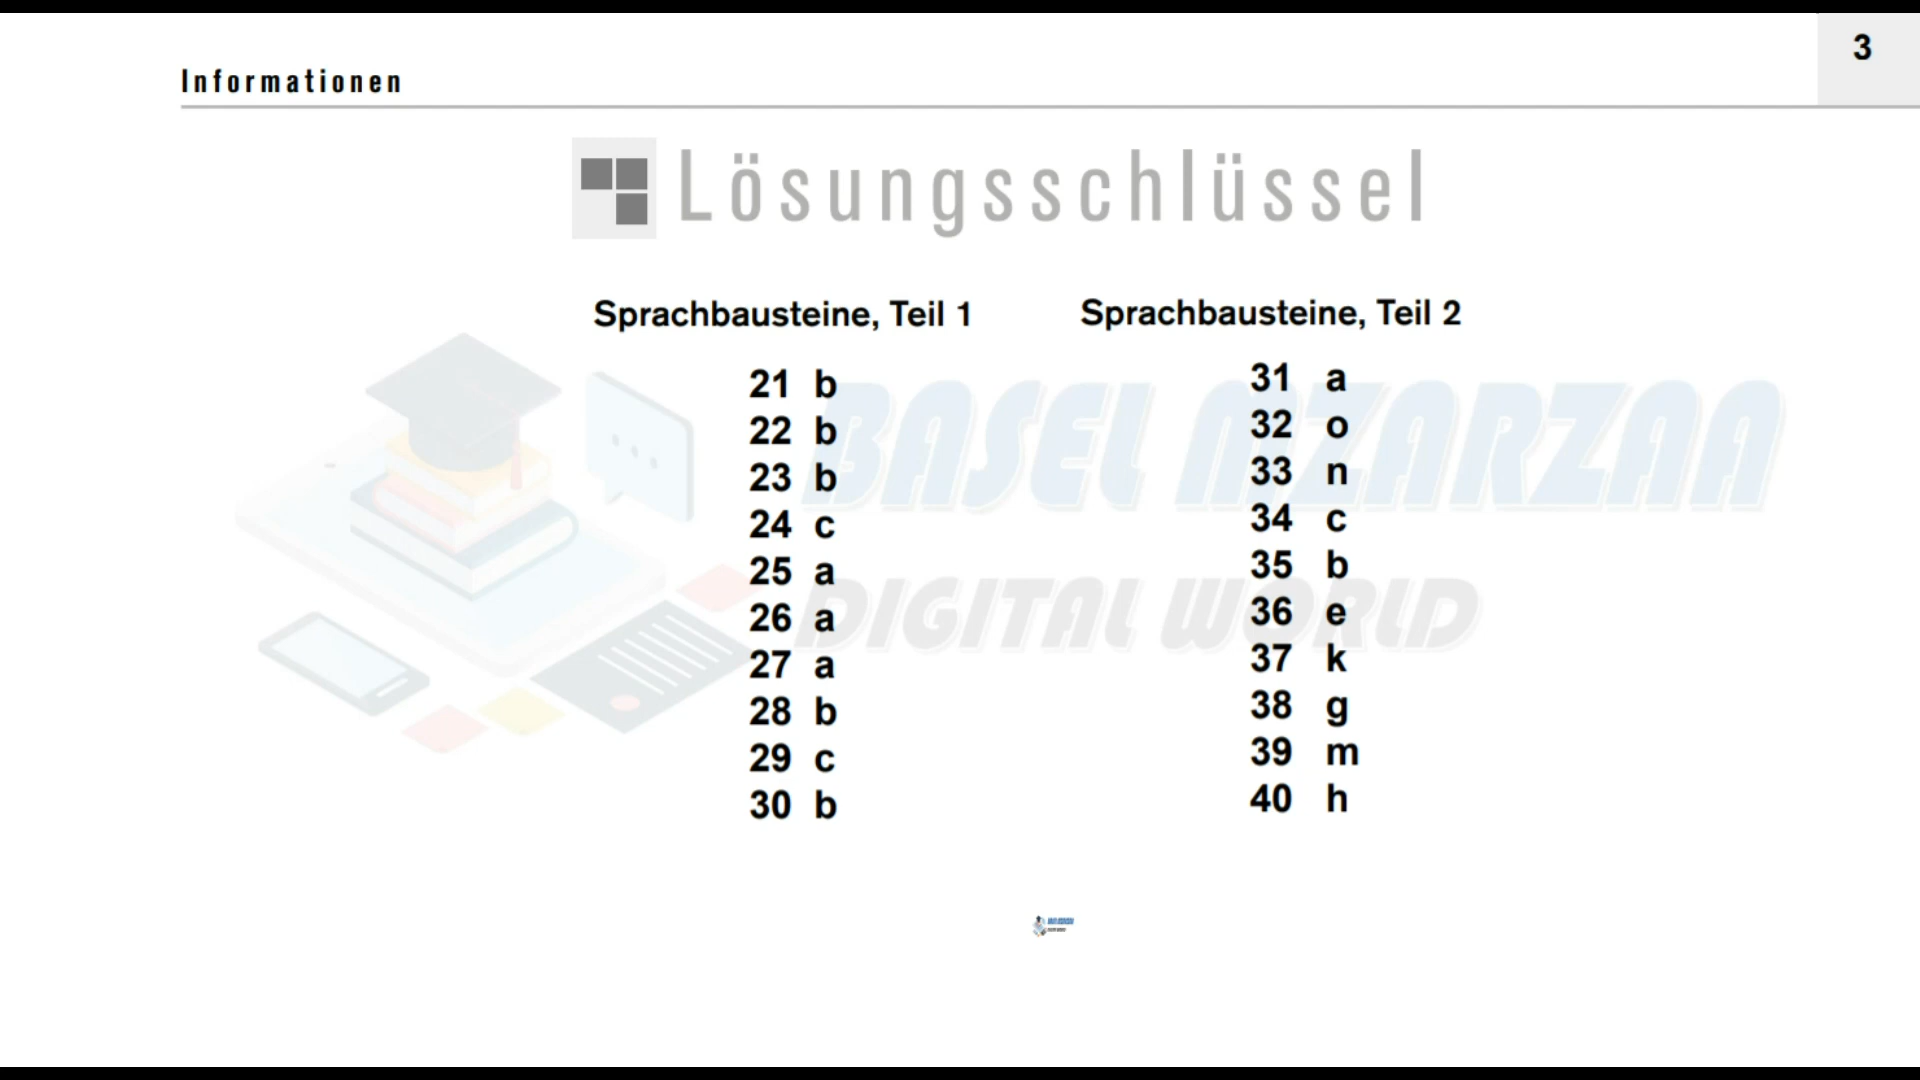 3
Informationen
Lösungsschlüssel
Sprachbausteine, Teil 1
21 b
22 b
23 b
24 c
25 a
26 a
27 a
28 b
29 c
30 b
Sprachbausteine, Teil 2
31 a
32 o
33 n
34 c
35 b
36 e
37 k
38 g
39 m
40 h
BASEL MZARZAA
DIGITAL WORLD